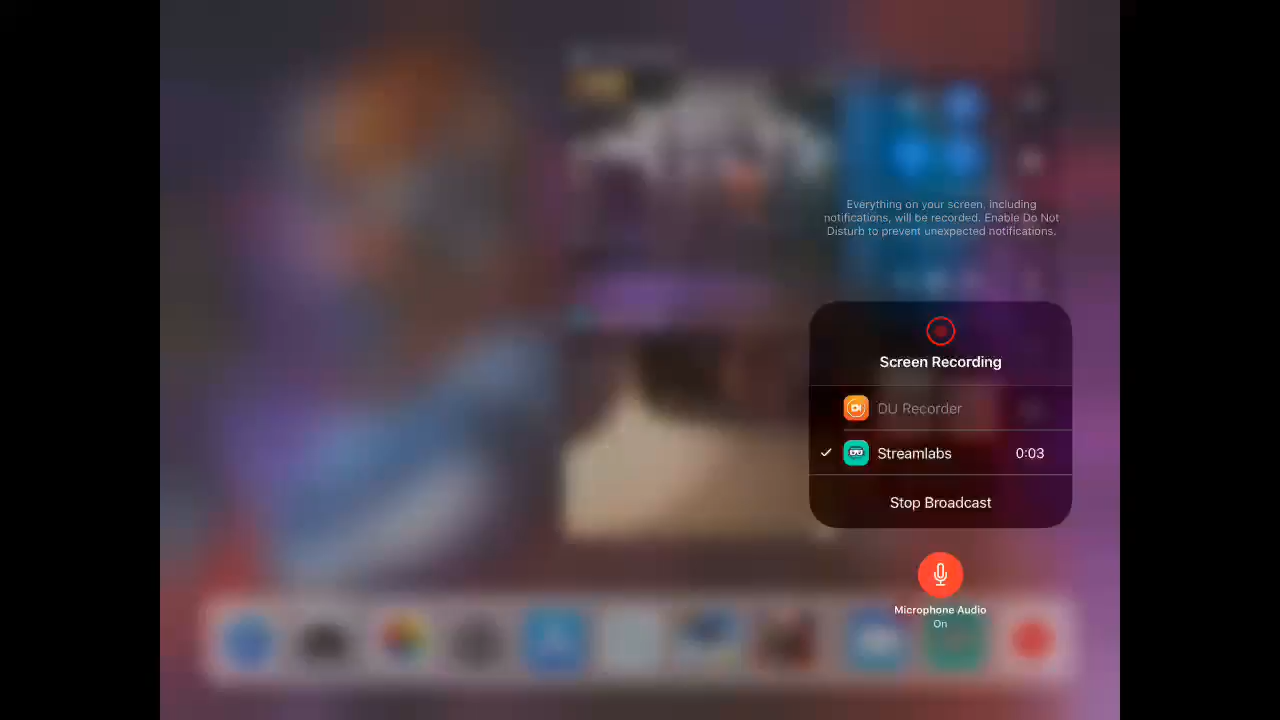 Everything on your screen, including
notifications, will be recorded. Enable Do Not
Disturb to prevent unexpected notifications.
Screen Recording
DU Recorder
Streamlabs 0:03
Stop Broadcast
Microphone Audio
On